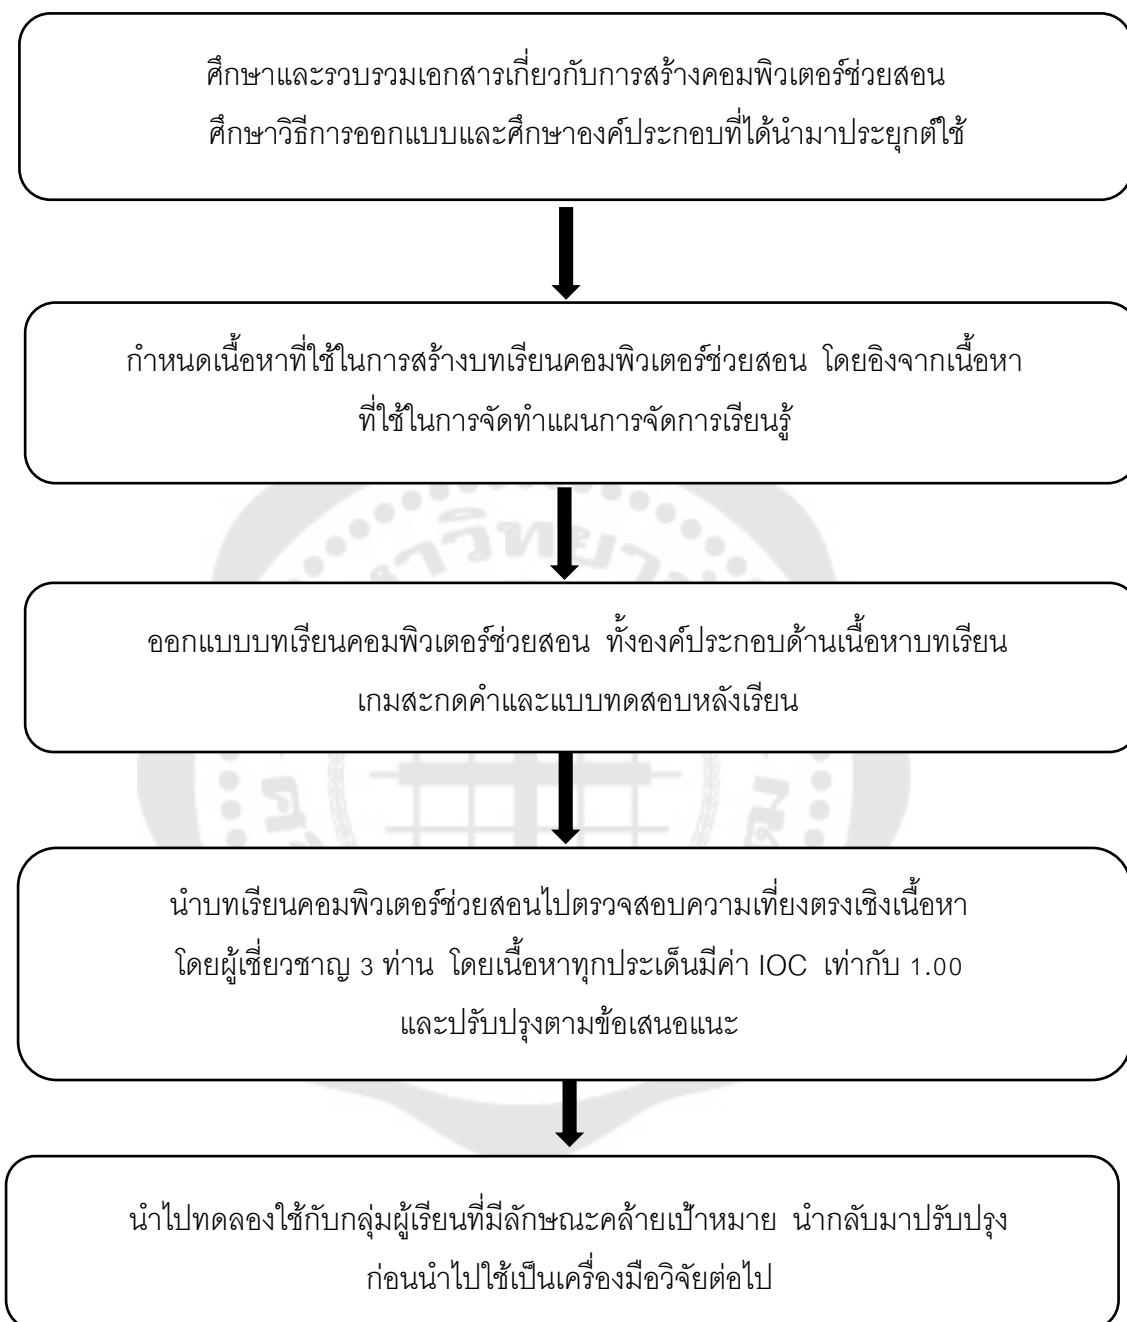 ศึกษาและรวบรวมเอกสารเกี่ยวกับการสร้างคอมพิวเตอร์ช่วยสอน
ศึกษาวิธีการออกแบบและศึกษาองค์ประกอบที่ได้นำมาประยุกต์ใช้
กำหนดเนื้อหาที่ใช้ในการสร้างบทเรียนคอมพิวเตอร์ช่วยสอน โดยอิงจากเนื้อหา
ที่ใช้ในการจัดทำแผนการจัดการเรียนรู้
ออกแบบบทเรียนคอมพิวเตอร์ช่วยสอน ทั้งองค์ประกอบด้านเนื้อหาบทเรียน
เกมสะกดคำและแบบทดสอบหลังเรียน
นำบทเรียนคอมพิวเตอร์ช่วยสอนไปตรวจสอบความเที่ยงตรงเชิงเนื้อหา
โดยผู้เชี่ยวชาญ 3 ท่าน โดยเนื้อหาทุกประเด็นมีค่า IOC เท่ากับ 1.00
และปรับปรุงตามข้อเสนอแนะ
นำไปทดลองใช้กับกลุ่มผู้เรียนที่มีลักษณะคล้ายเป้าหมาย นำกลับมาปรับปรุง
ก่อนนำไปใช้เป็นเครื่องมือวิจัยต่อไป